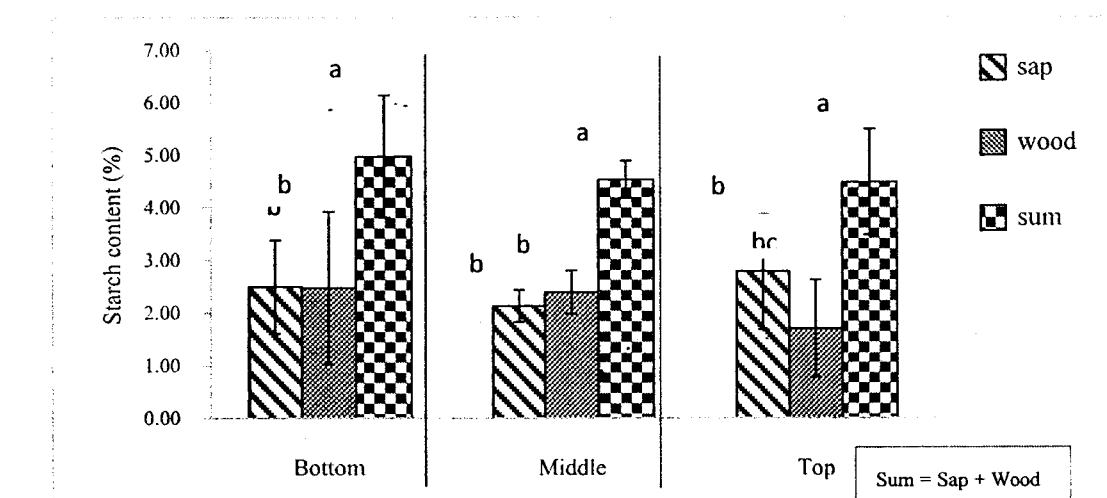 7.00
6.00
5.00
4.00
3.00
2.00
1.00
0.00
Starch content (%)
a
b
b
b
a
b
a
Bottom
Middle
Top
sap
wood
sum
Sum = Sap + Wood